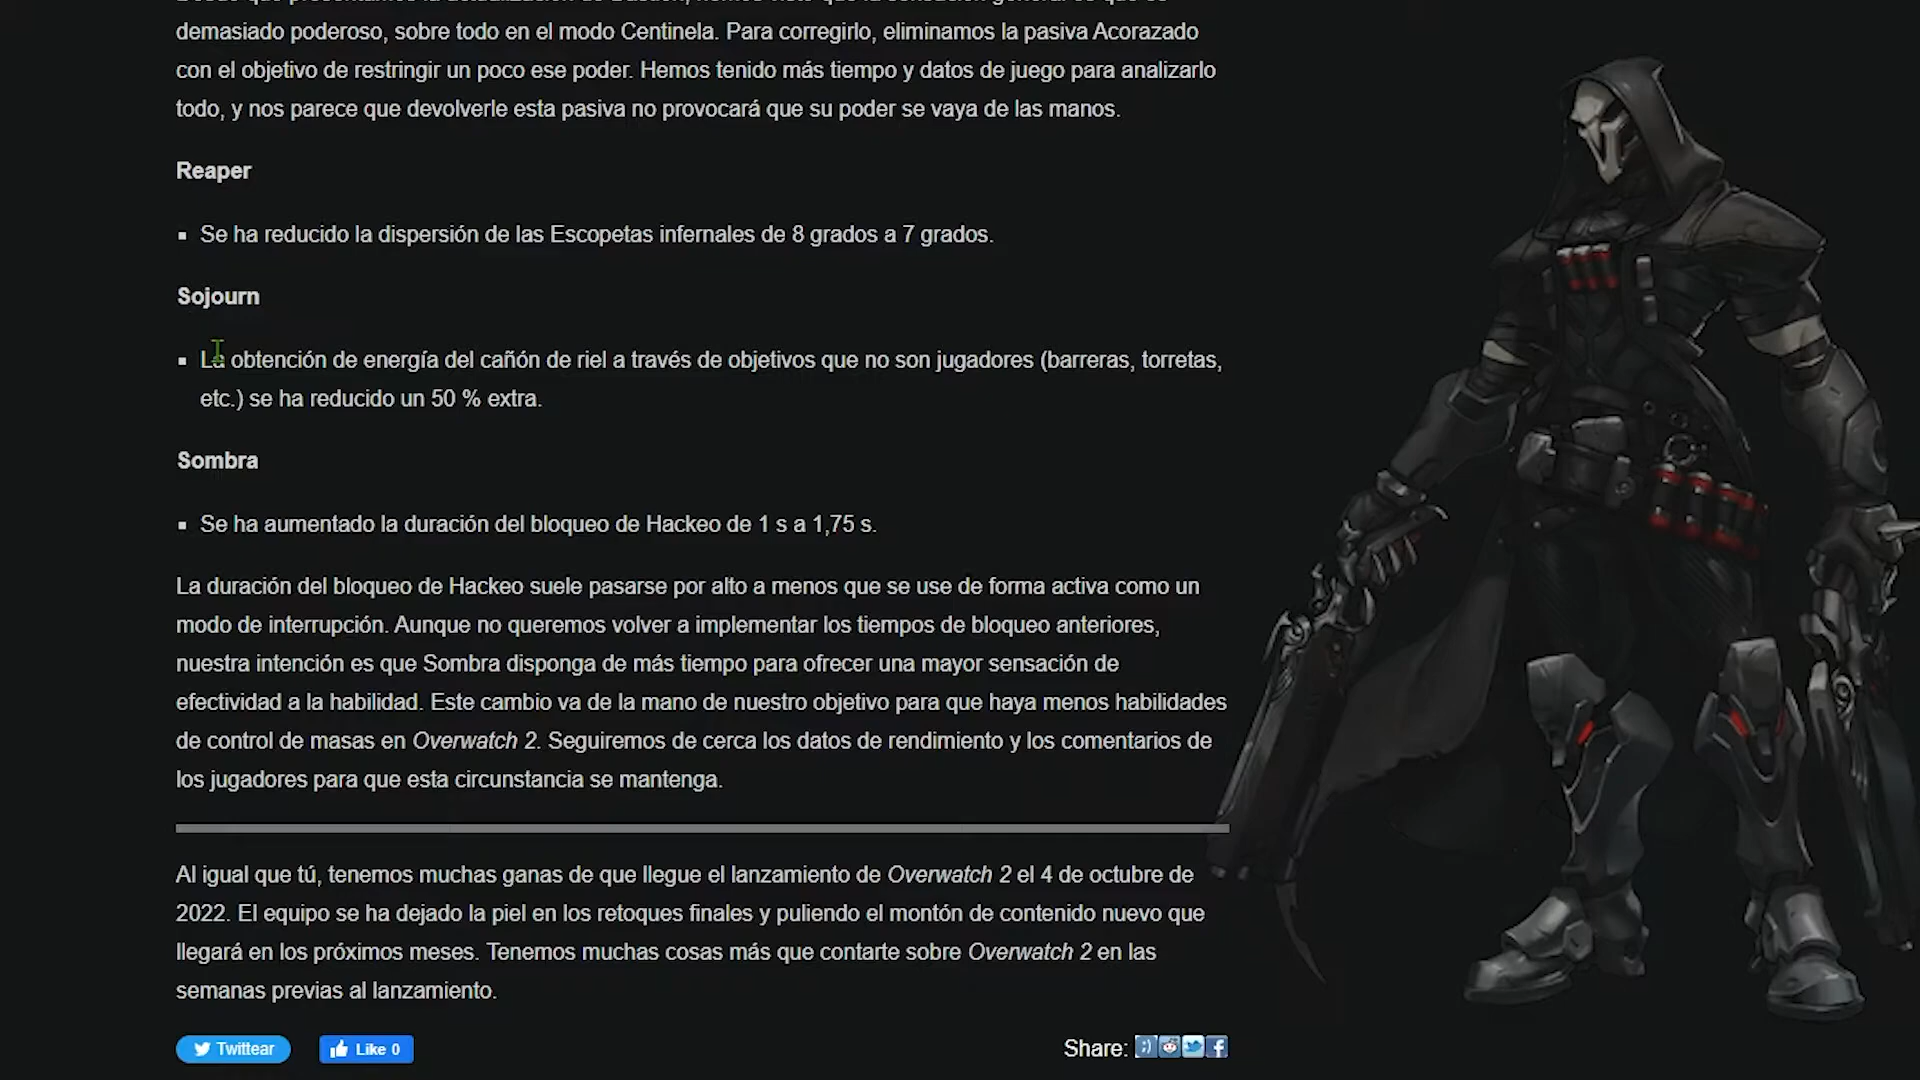 demasiado poderoso, sobre todo en el modo Centinela. Para corregirlo, eliminamos la pasiva Acorazado
con el objetivo de restringir un poco ese poder. Hemos tenido más tiempo y datos de juego para analizarlo
todo, y nos parece que devolverle esta pasiva no provocará que su poder se vaya de las manos.
Reaper
▪ Se ha reducido la dispersión de las Escopetas infernales de 8 grados a 7 grados.
Sojourn
▪ La obtención de energía del cañón de riel a través de objetivos que no son jugadores (barreras, torretas,
etc.) se ha reducido un 50 % extra.
Sombra
▪ Se ha aumentado la duración del bloqueo de Hackeo de 1 s a 1,75 s.
La duración del bloqueo de Hackeo suele pasarse por alto a menos que se use de forma activa como un
modo de interrupción. Aunque no queremos volver a implementar los tiempos de bloqueo anteriores,
nuestra intención es que Sombra disponga de más tiempo para ofrecer una mayor sensación de
efectividad a la habilidad. Este cambio va de la mano de nuestro objetivo para que haya menos habilidades
de control de masas en Overwatch 2. Seguiremos de cerca los datos de rendimiento y los comentarios de
los jugadores para que esta circunstancia se mantenga.
Al igual que tú, tenemos muchas ganas de que llegue el lanzamiento de Overwatch 2 el 4 de octubre de
2022. El equipo se ha dejado la piel en los retoques finales y puliendo el montón de contenido nuevo que
llegará en los próximos meses. Tenemos muchas cosas más que contarte sobre Overwatch 2 en las
semanas previas al lanzamiento.
Twittear Like 0 Share: